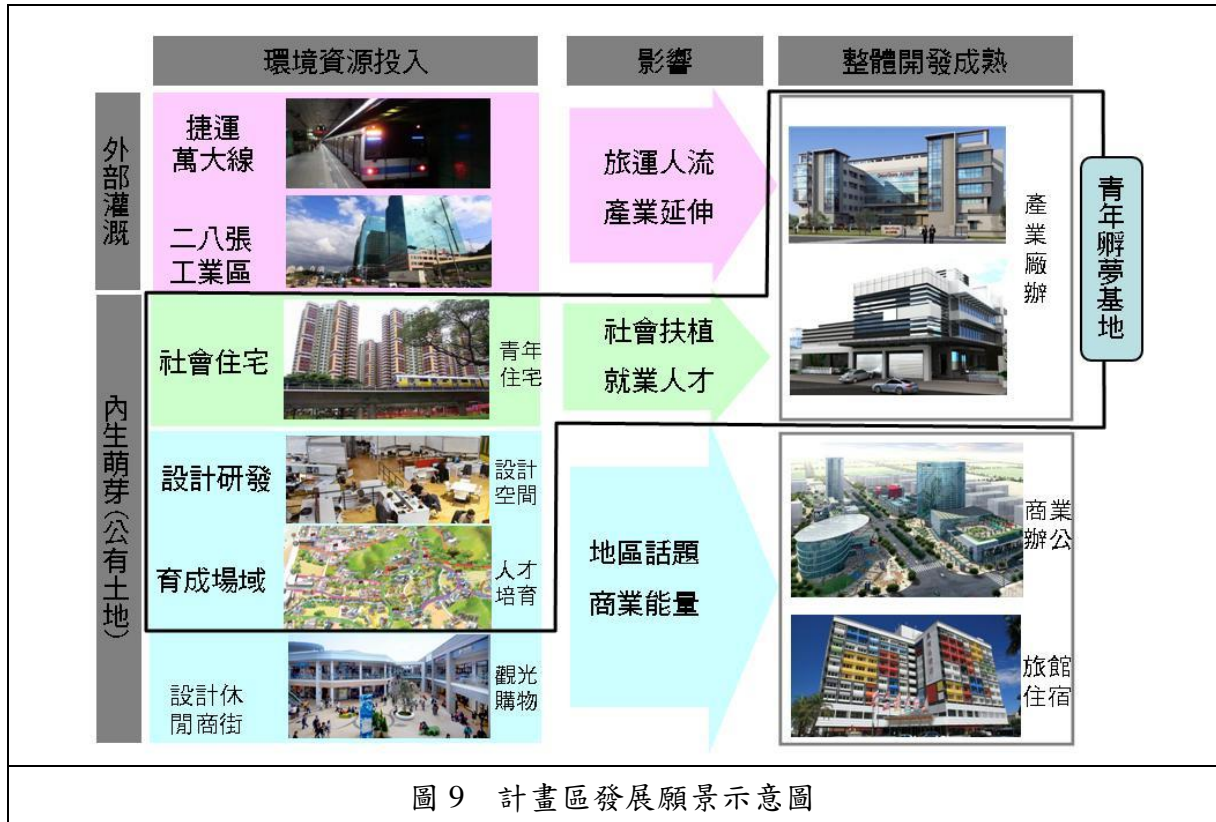 環境資源投入
影響
整體開發成熟
外部灌溉
捷運
萬大線
二八張
工業區
旅運人流
產業延伸
產業廠辦
青年孵夢基地
內生萌芽(公有土地)
社會住宅
青年
住宅
社會扶植
就業人才
設計研發
設計
空間
育成場域
人才
培育
設計休
閒商街
觀光
購物
地區話題
商業能量
商業
辦公
旅館
住宿
圖 9 計畫區發展願景示意圖